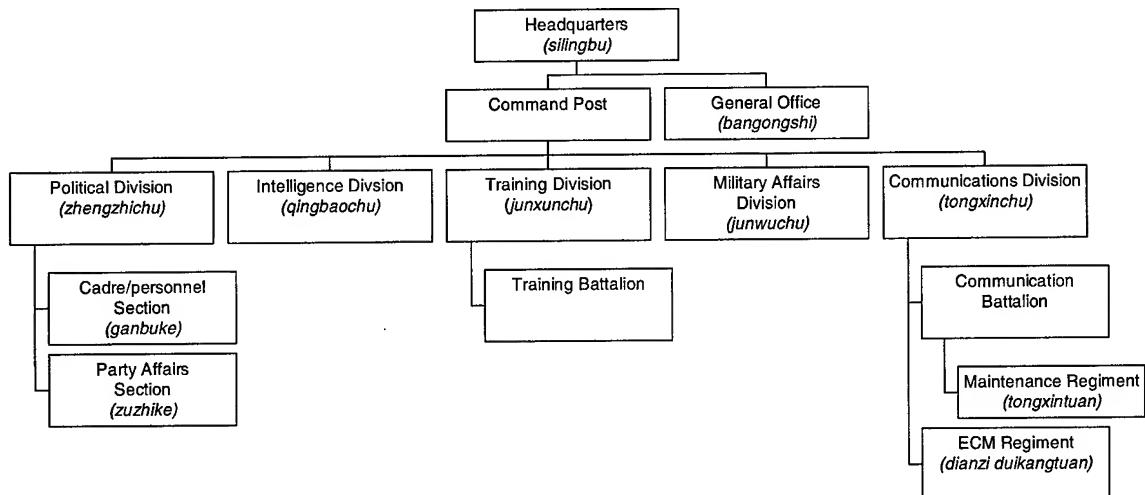 Headquarters
(silingbu)
Command Post
General Office
(bangongshi)
Political Division
(zhengzhichu)
Intelligence Divsion
(qingbaochu)
Training Division
(junxunchu)
Military Affairs
Division
(junwuchu)
Communications Division
(tongxinchu)
Cadre/personnel
Section
(ganbuke)
Party Affairs
Section
(zuzhike)
Training Battalion
Communication
Battalion
Maintenance Regiment
(tongxintuan)
ECM Regiment
(dianzi duikangtuan)